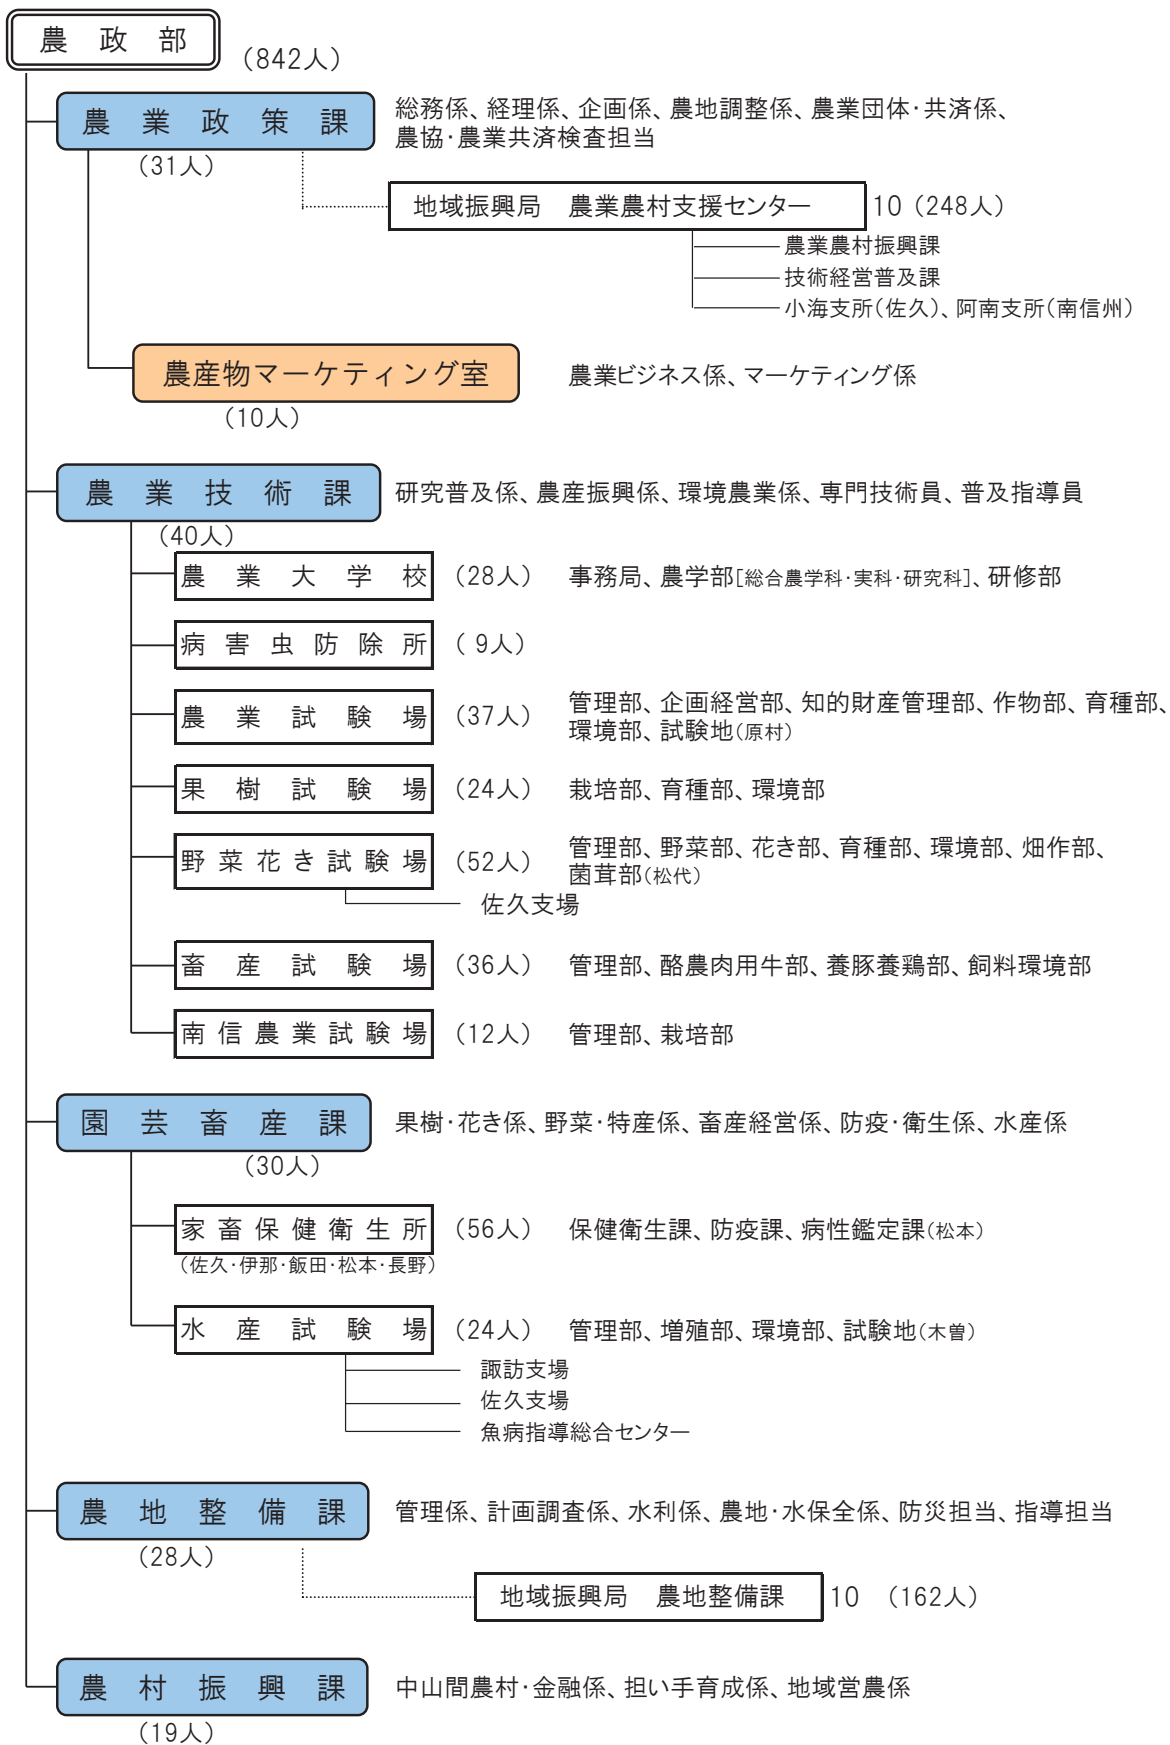 農政部
（842人）
農業政策課
（31人）
総務係、経理係、企画係、農地調整係、農業団体・共済係、
農協・農業共済検査担当
地域振興局　農業農村支援センター
10（248人）
農業農村振興課
技術経営普及課
小海支所（佐久）、阿南支所（南信州）
農産物マーケティング室
（10人）
農業ビジネス係、マーケティング係
農業技術課
（40人）
研究普及係、農産振興係、環境農業係、専門技術員、普及指導員
農業大学校
（28人）
事務局、農学部[総合農学科・実科・研究科]、研修部
病害虫防除所
（ 9人）
農業試験場
（37人）
管理部、企画経営部、知的財産管理部、作物部、育種部、
環境部、試験地（原村）
果樹試験場
（24人）
栽培部、育種部、環境部
野菜花き試験場
（52人）
管理部、野菜部、花き部、育種部、環境部、畑作部、
菌茸部（松代）
佐久支場
畜産試験場
（36人）
管理部、酪農肉用牛部、養豚養鶏部、飼料環境部
南信農業試験場
（12人）
管理部、栽培部
園芸畜産課
（30人）
果樹・花き係、野菜・特産係、畜産経営係、防疫・衛生係、水産係
家畜保健衛生所
（佐久・伊那・飯田・松本・長野）
（56人）
保健衛生課、防疫課、病性鑑定課（松本）
水産試験場
（24人）
管理部、増殖部、環境部、試験地（木曽）
諏訪支場
佐久支場
魚病指導総合センター
農地整備課
（28人）
管理係、計画調査係、水利係、農地・水保全係、防災担当、指導担当
地域振興局　農地整備課
10　（162人）
農村振興課
（19人）
中山間農村・金融係、担い手育成係、地域営農係